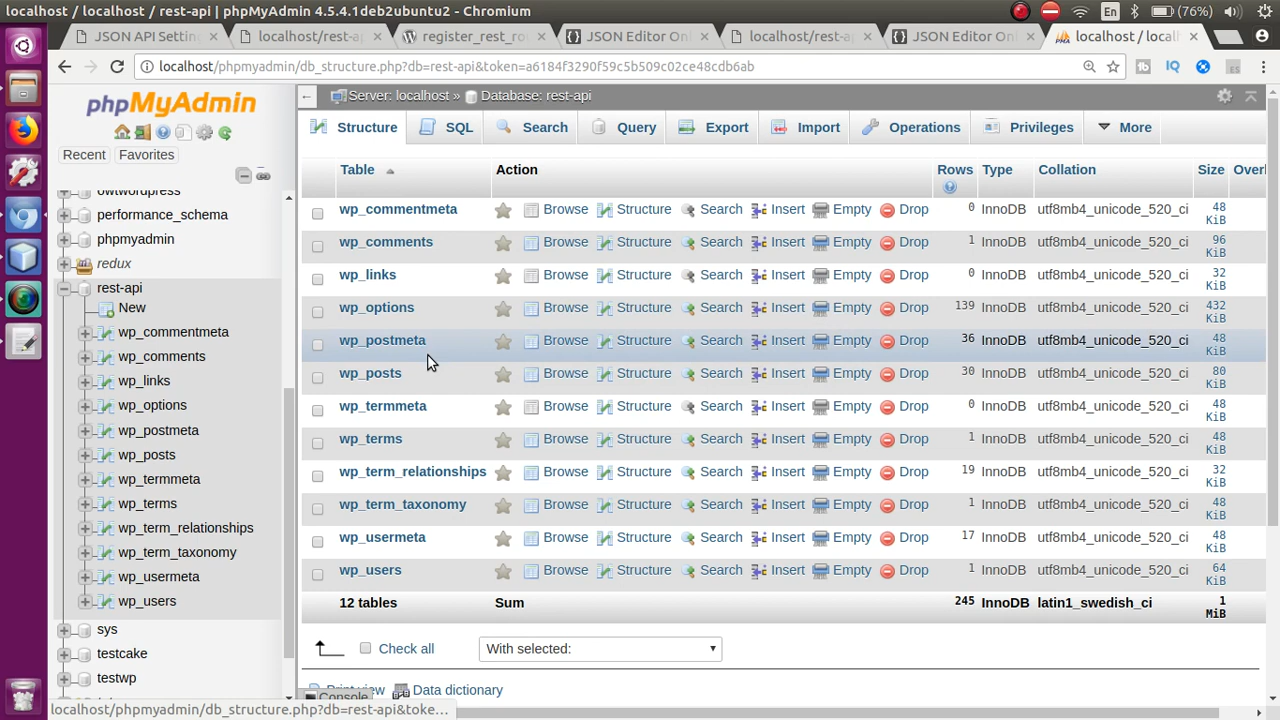 localhost / localhost / rest-api | phpMyAdmin 4.5.4.1deb2ubuntu2 - Chromium
En
(76%)
JSON API Settin
localhost/rest-ap
register_rest_ro
JSON Editor Onl
localhost/rest-ap
JSON Editor Onl
localhost / local
localhost/phpmyadmin/db_structure.php?db=rest-api&token=a6184f3290f59c5b509c02ece48cdb6ab
phpMyAdmin
Recent
Favorites
owtwordpress
performance_schema
phpmyadmin
redux
rest-api
New
wp_commentmeta
wp_comments
wp_links
wp_options
wp_postmeta
wp_posts
wp_termmeta
wp_terms
wp_term_relationships
wp_term_taxonomy
wp_usermeta
wp_users
sys
testcake
testwp
Server: localhost » Database: rest-api
Structure SQL Search Query Export Import Operations Privileges More
Table Action Rows Type Collation Size Over
wp_commentmeta Browse Structure Search Insert Empty Drop 0 InnoDB utf8mb4_unicode_520_ci 48 KiB
wp_comments Browse Structure Search Insert Empty Drop 1 InnoDB utf8mb4_unicode_520_ci 96 KiB
wp_links Browse Structure Search Insert Empty Drop 0 InnoDB utf8mb4_unicode_520_ci 32 KiB
wp_options Browse Structure Search Insert Empty Drop 139 InnoDB utf8mb4_unicode_520_ci 432 KiB
wp_postmeta Browse Structure Search Insert Empty Drop 36 InnoDB utf8mb4_unicode_520_ci 48 KiB
wp_posts Browse Structure Search Insert Empty Drop 30 InnoDB utf8mb4_unicode_520_ci 80 KiB
wp_termmeta Browse Structure Search Insert Empty Drop 0 InnoDB utf8mb4_unicode_520_ci 48 KiB
wp_terms Browse Structure Search Insert Empty Drop 1 InnoDB utf8mb4_unicode_520_ci 48 KiB
wp_term_relationships Browse Structure Search Insert Empty Drop 19 InnoDB utf8mb4_unicode_520_ci 32 KiB
wp_term_taxonomy Browse Structure Search Insert Empty Drop 1 InnoDB utf8mb4_unicode_520_ci 48 KiB
wp_usermeta Browse Structure Search Insert Empty Drop 17 InnoDB utf8mb4_unicode_520_ci 48 KiB
wp_users Browse Structure Search Insert Empty Drop 1 InnoDB utf8mb4_unicode_520_ci 64 KiB
12 tables Sum 245 InnoDB latin1_swedish_ci 1 MiB
Check all With selected:
Print view Data dictionary
Console
localhost/phpmyadmin/db_structure.php?db=rest-api&toke...